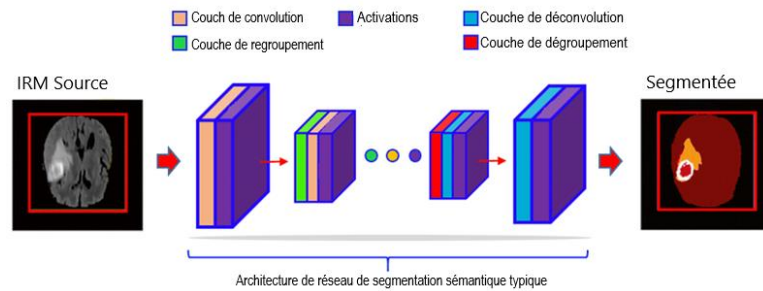 Couch de convolution
Activations
Couche de déconvolution
Couche de regroupement
Couche de dégroupement
IRM Source
Segmentée
Architecture de réseau de segmentation sémantique typique